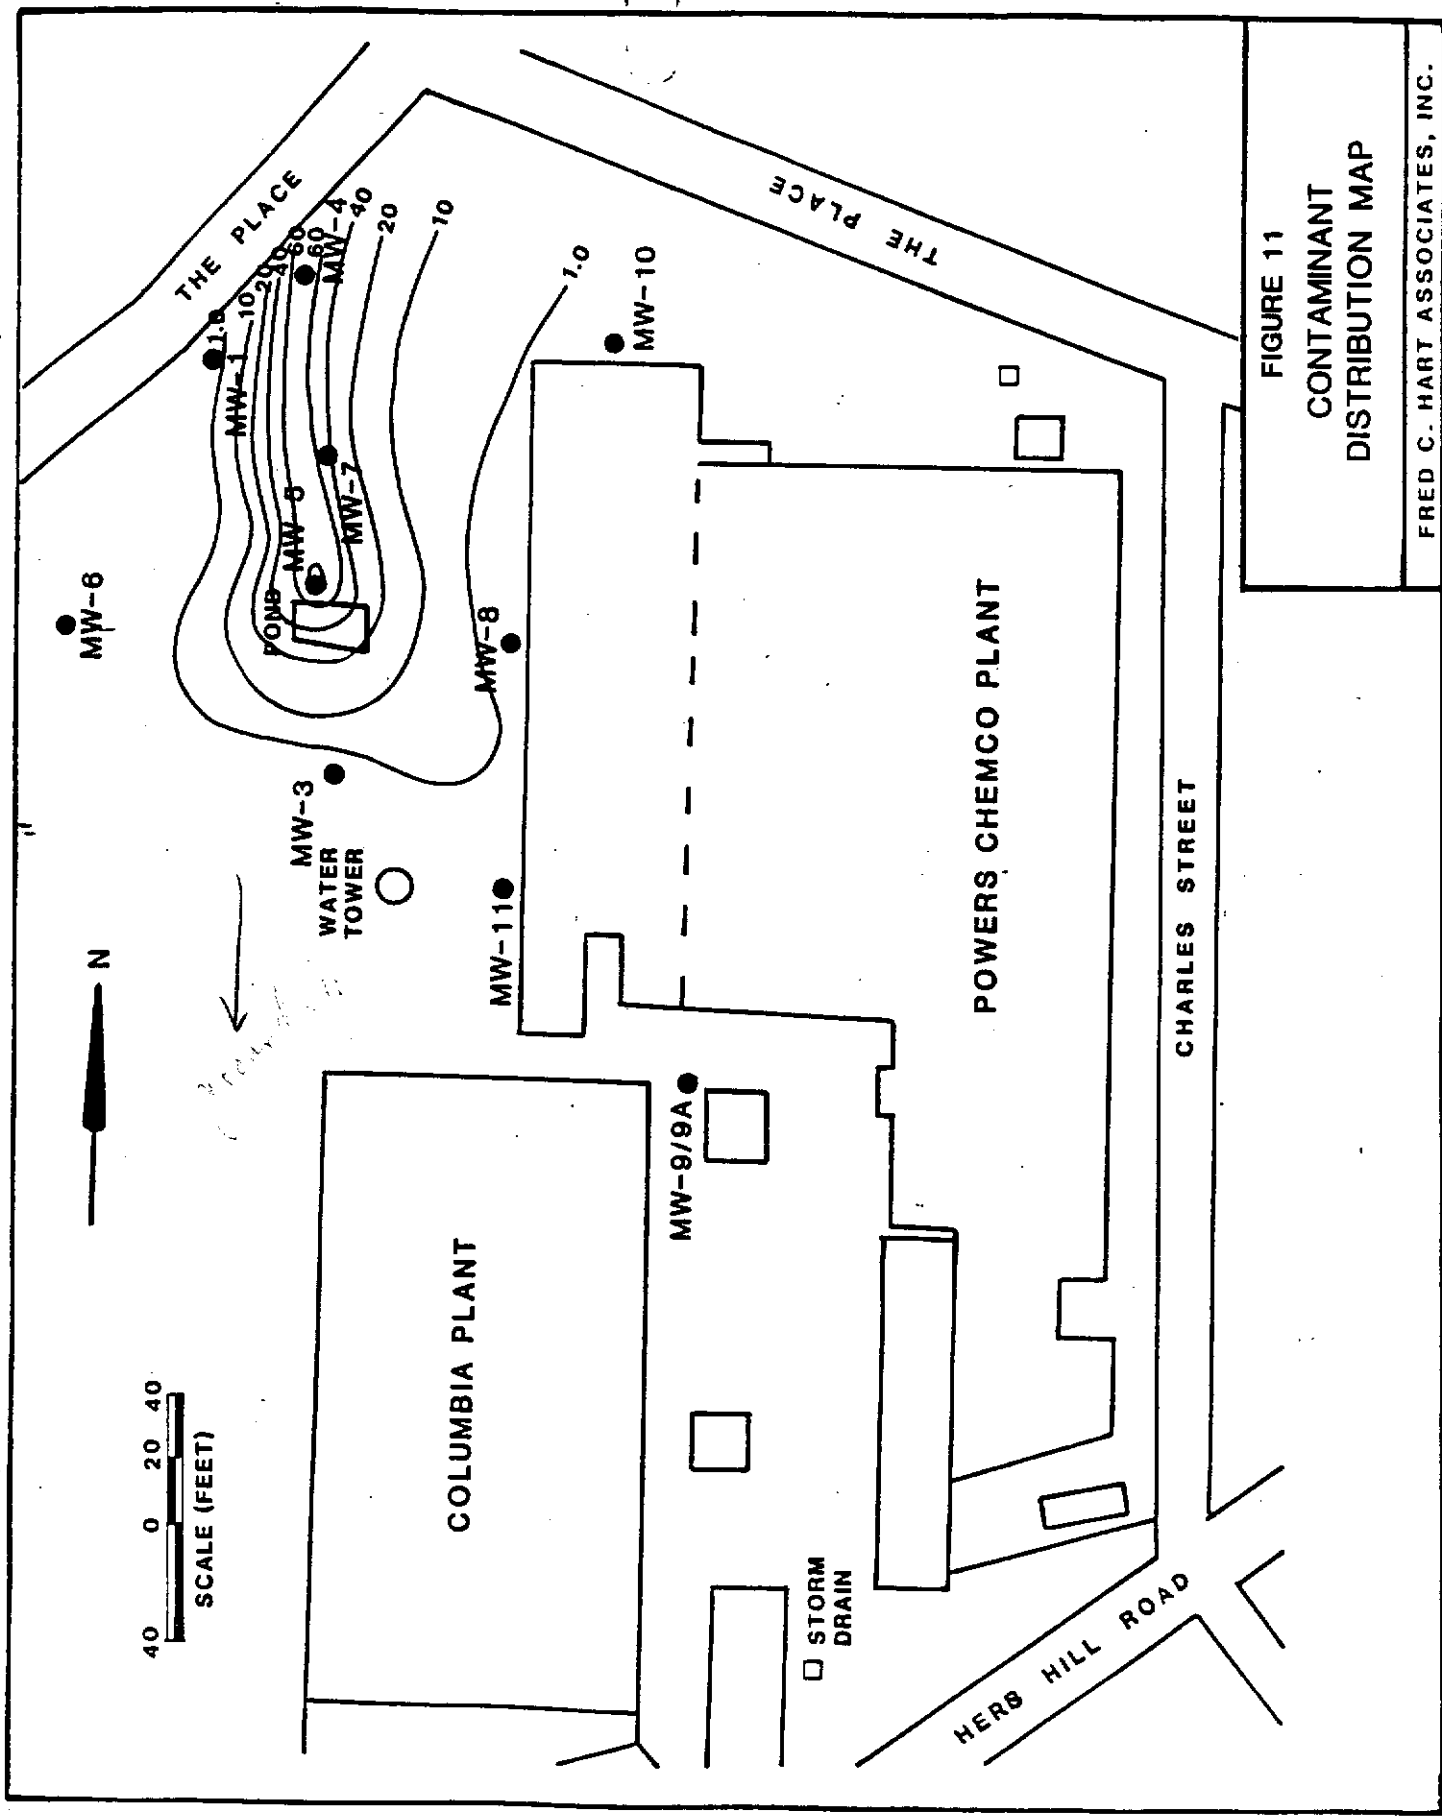 THE PLACE
1.0
10
20
40
60
60
MW-4
40
20
10
1.0
MW-1
MW-10
THE PLACE
MW-5
MW-7
POND
MW-6
MW-8
MW-3
WATER
TOWER
MW-11
N
POWERS CHEMCO PLANT
CHARLES STREET
MW-9/9A
COLUMBIA PLANT
40 0 20 40
SCALE (FEET)
STORM
DRAIN
HERB HILL ROAD
FIGURE 11
CONTAMINANT
DISTRIBUTION MAP
FRED C. HART ASSOCIATES, INC.